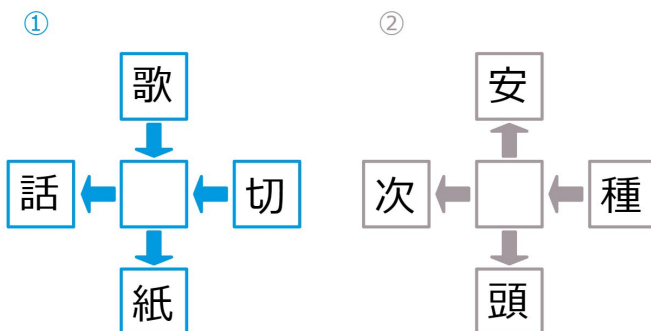 ① ②
歌 安
話 切 次 種
紙 頭